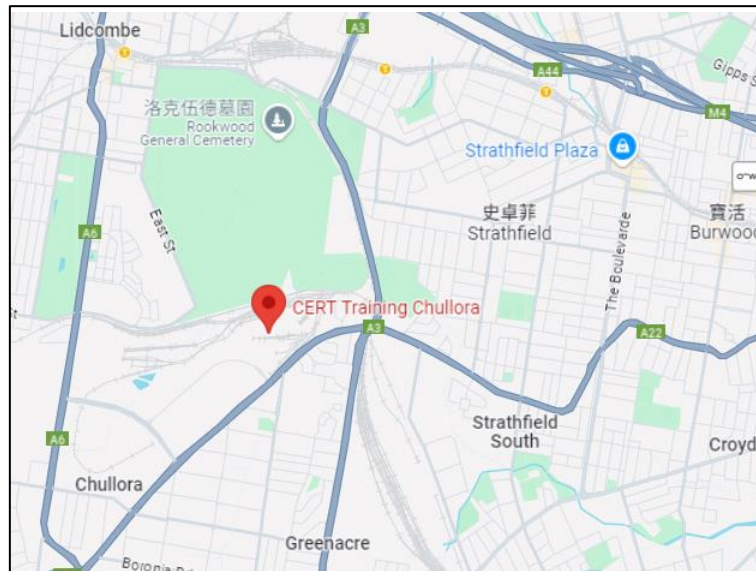 Lidcombe
A3
A44
Gipps S
M4
洛克伍德墓園
Rookwood
General Cemetery
Strathfield Plaza
史卓菲
Strathfield
寶活
Burwood
A6
East St
The Boulevarde
CERT Training Chullora
A3
A22
A6
Strathfield
South
Croyd
Chullora
Greenacre